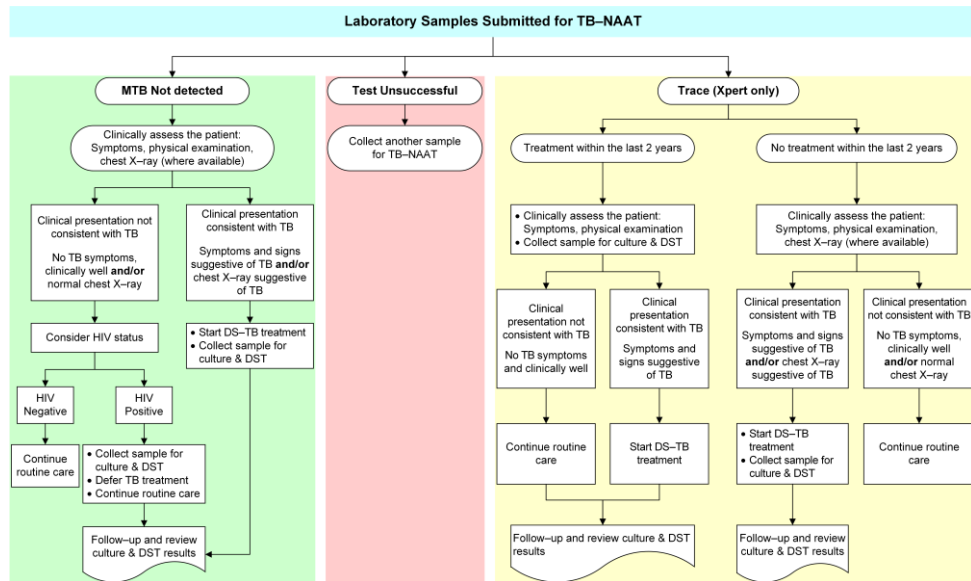 Laboratory Samples Submitted for TB–NAAT
MTB Not detected
Clinically assess the patient:
Symptoms, physical examination,
chest X–ray (where available)
Clinical presentation not
consistent with TB
No TB symptoms,
clinically well and/or
normal chest X–ray
Clinical presentation
consistent with TB
Symptoms and signs
suggestive of TB and/or
chest X–ray suggestive
of TB
Consider HIV status
• Start DS–TB treatment
• Collect sample for
culture & DST
HIV
Negative
HIV
Positive
Continue
routine care
• Collect sample for
culture & DST
• Defer TB treatment
• Continue routine care
Follow–up and review
culture & DST results
Test Unsuccessful
Collect another sample
for TB–NAAT
Trace (Xpert only)
Treatment within the last 2 years
No treatment within the last 2 years
• Clinically assess the patient:
Symptoms, physical examination
• Collect sample for culture & DST
Clinically assess the patient:
Symptoms, physical examination,
chest X–ray (where available)
Clinical
presentation not
consistent with TB
No TB symptoms
and clinically well
Clinical
presentation
consistent with TB
Symptoms and
signs suggestive
of TB
Clinical presentation
consistent with TB
Symptoms and signs
suggestive of TB
and/or chest X–ray
suggestive of TB
Clinical presentation
not consistent with TB
No TB symptoms,
clinically well
and/or normal
chest X–ray
Continue routine
care
Start DS–TB
treatment
• Start DS–TB
treatment
• Collect sample for
culture & DST
Continue routine
care
Follow–up and review culture & DST
results
Follow–up and review
culture & DST results